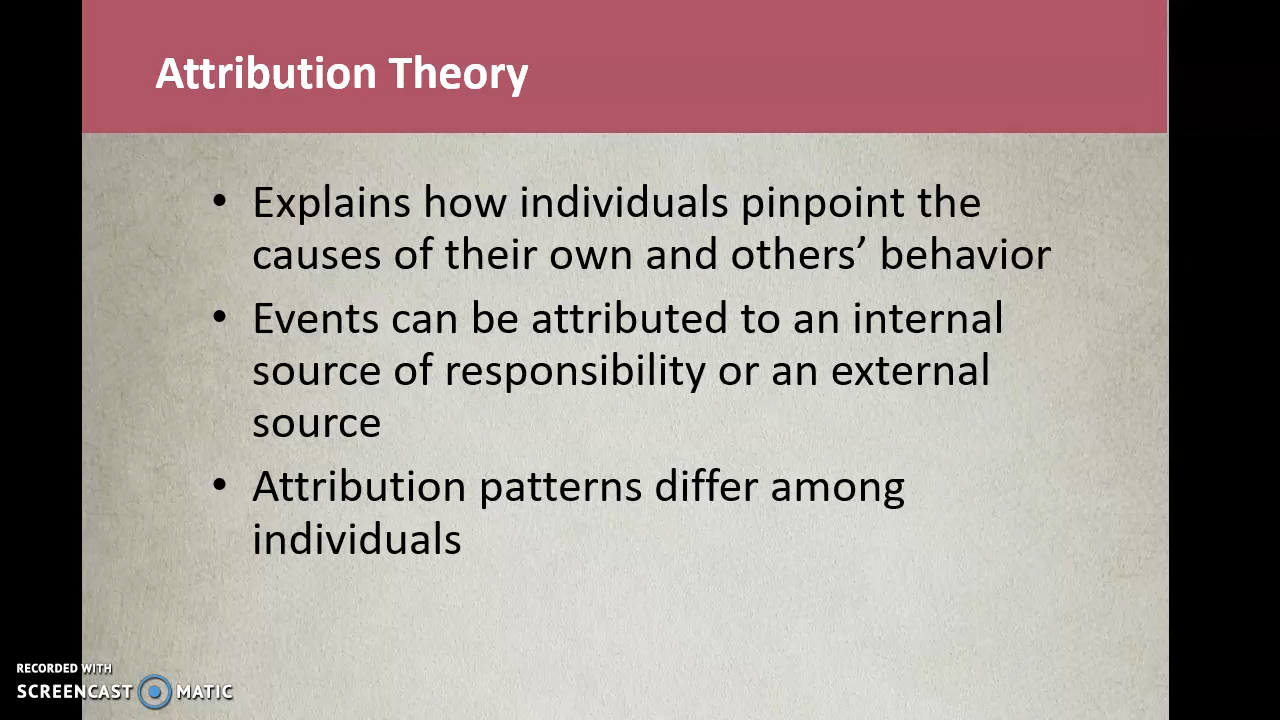 Attribution Theory
• Explains how individuals pinpoint the
causes of their own and others’ behavior
• Events can be attributed to an internal
source of responsibility or an external
source
• Attribution patterns differ among
individuals
RECORDED WITH
SCREENCAST MATIC